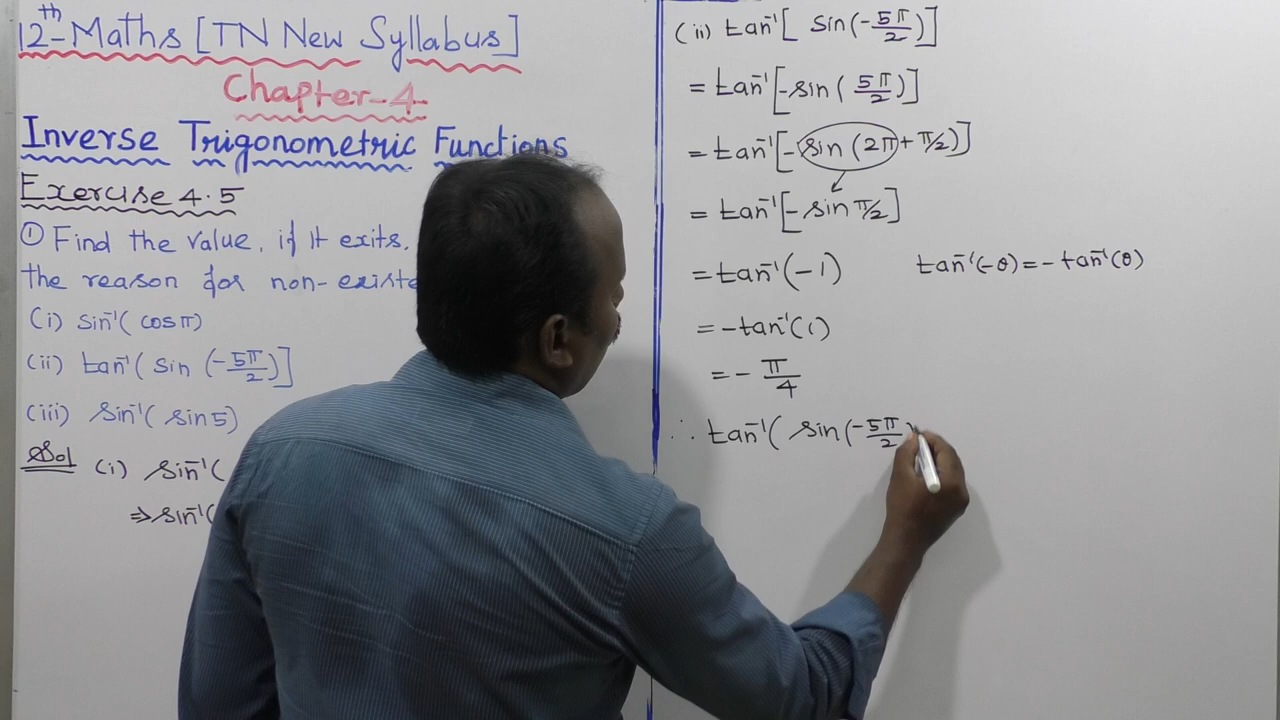 12th-Maths [TN New Syllabus]
Chapter-4
Inverse Trigonometric Functions
Exercise 4.5
① Find the value, if it exits.
the reason for non-existe
(i) sin⁻¹( cosπ)
(ii) tan⁻¹( sin (-5π/2)]
(iii) sin⁻¹( sin5)
Sol (i) sin⁻¹(
⇒ sin⁻¹(
(ii) tan⁻¹[ sin(-5π/2)]
= tan⁻¹[-sin ( 5π/2)]
= tan⁻¹[- sin (2π+π/2)]
= tan⁻¹[- sin π/2]
= tan⁻¹(-1) tan⁻¹(-θ) = - tan⁻¹(θ)
= -tan⁻¹(1)
= - π/4
∴ tan⁻¹( sin(-5π/2)